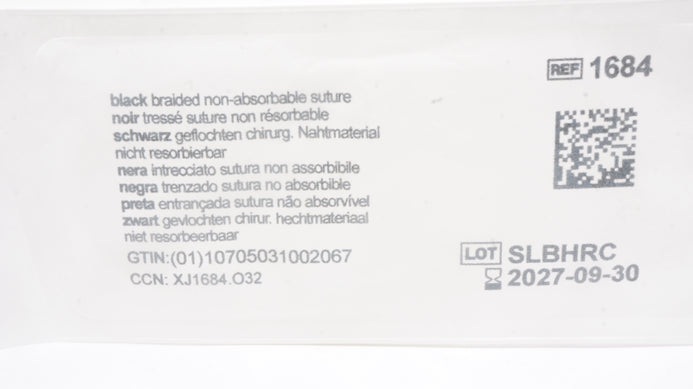 REF 1684
black braided non-absorbable suture
noir tressé suture non résorbable
schwarz geflochten chirurg. Nahtmaterial
nicht resorbierbar
nera intrecciato sutura non assorbibile
negra trenzado sutura no absorbible
preta entrançada sutura não absorvível
zwart gevlochten chirur. hechtmateriaal
niet resorbeerbaar
GTIN:(01)10705031002067
CCN: XJ1684.O32
LOT SLBHRC
2027-09-30